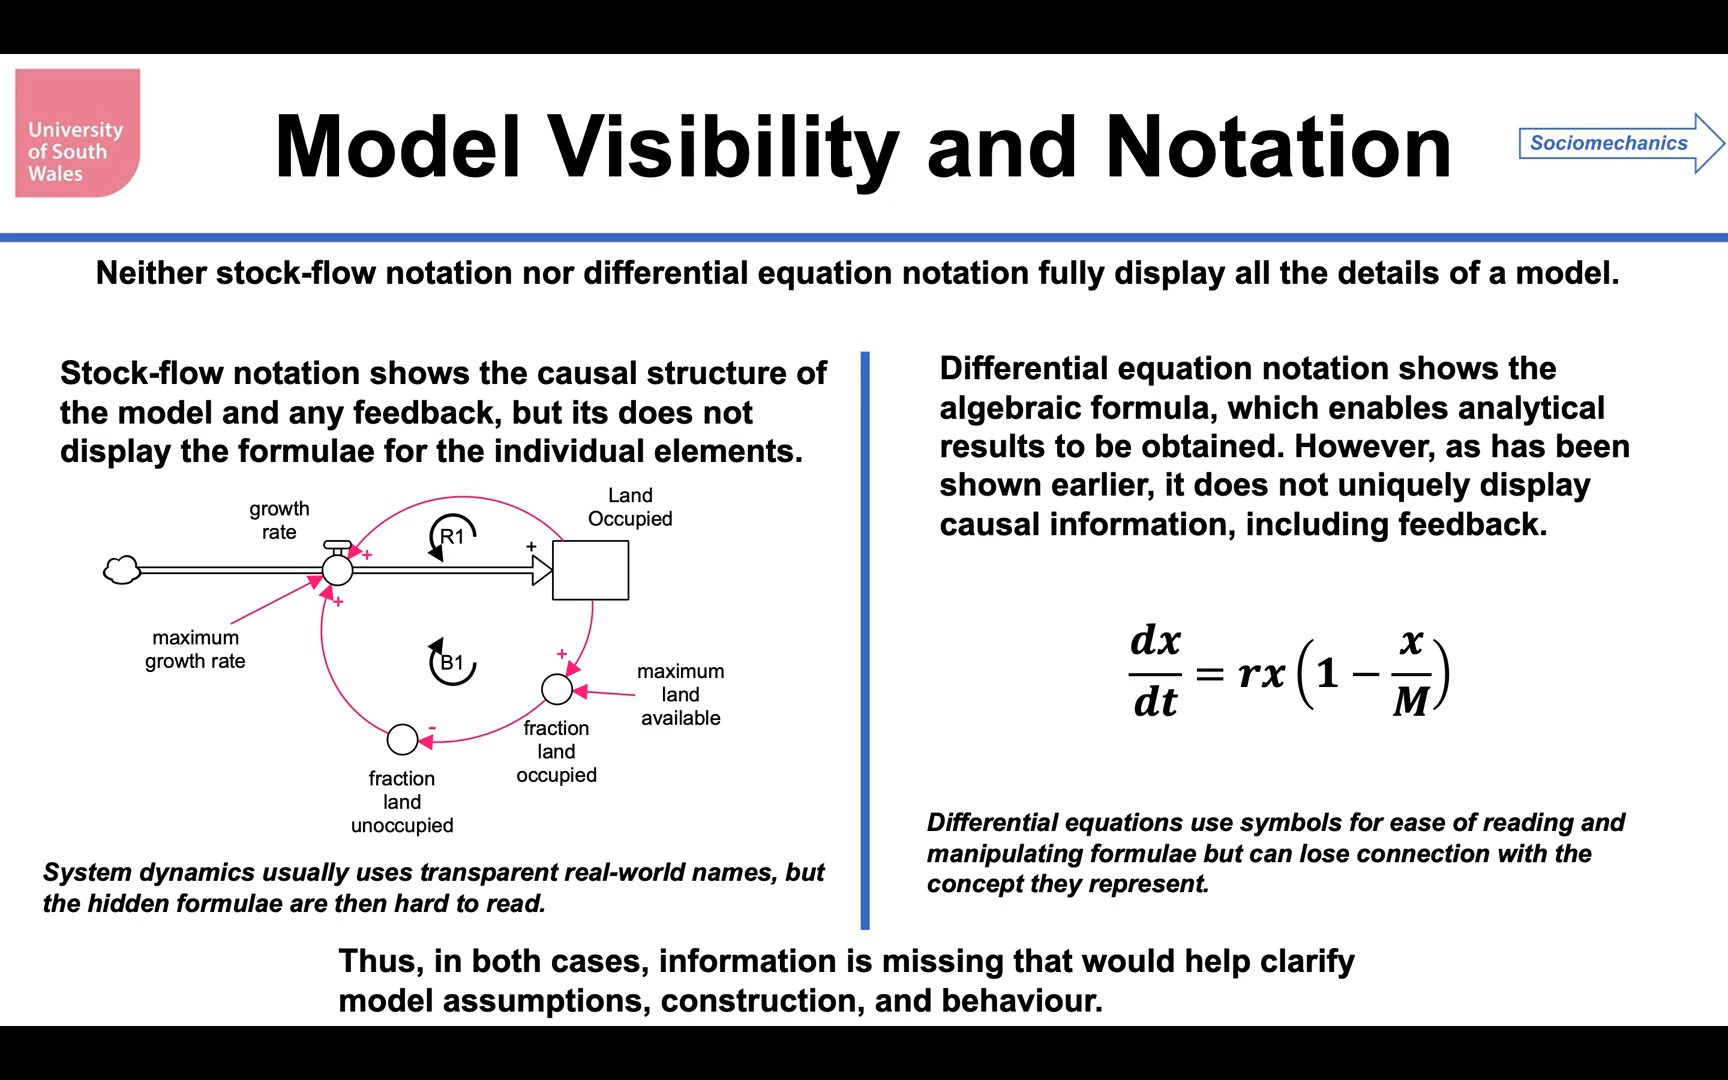 University
of South
Wales
Model Visibility and Notation
Sociomechanics
Neither stock-flow notation nor differential equation notation fully display all the details of a model.
Stock-flow notation shows the causal structure of
the model and any feedback, but its does not
display the formulae for the individual elements.
growth
rate
Land
Occupied
R1
+
+
+
maximum
growth rate
B1
+
maximum
land
available
-
fraction
land
occupied
fraction
land
unoccupied
System dynamics usually uses transparent real-world names, but
the hidden formulae are then hard to read.
Differential equation notation shows the
algebraic formula, which enables analytical
results to be obtained. However, as has been
shown earlier, it does not uniquely display
causal information, including feedback.
dx/dt = rx(1 − x/M)
Differential equations use symbols for ease of reading and
manipulating formulae but can lose connection with the
concept they represent.
Thus, in both cases, information is missing that would help clarify
model assumptions, construction, and behaviour.